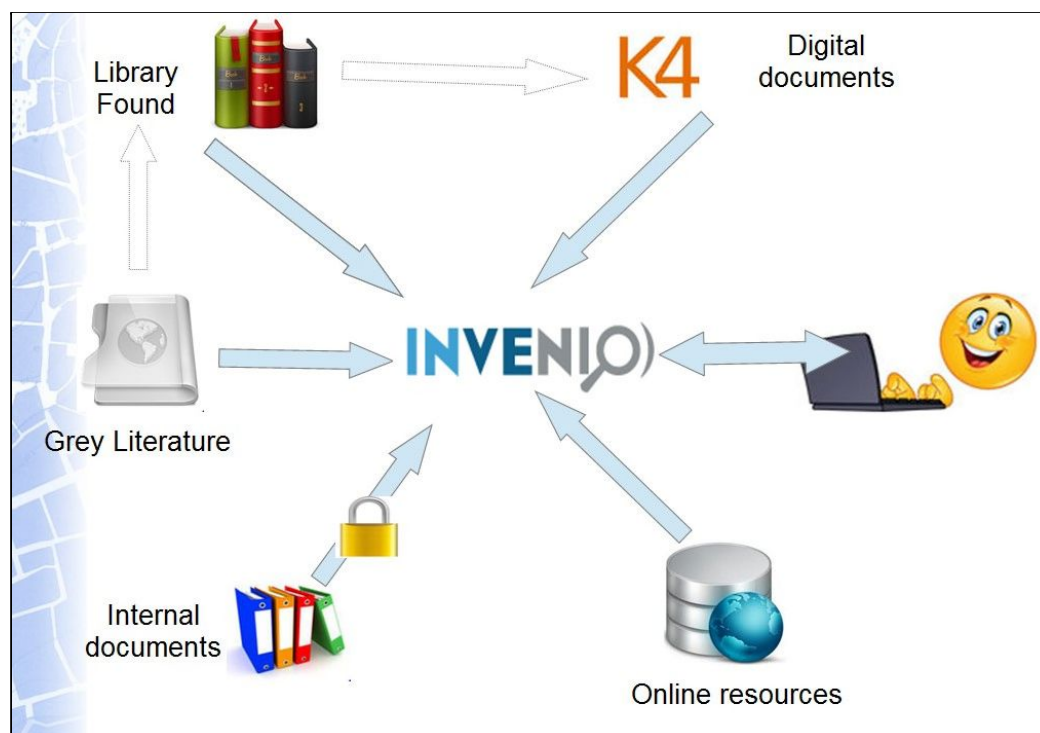 Library
Found
K4
Digital
documents
INVENIO
Grey Literature
Internal
documents
Online resources